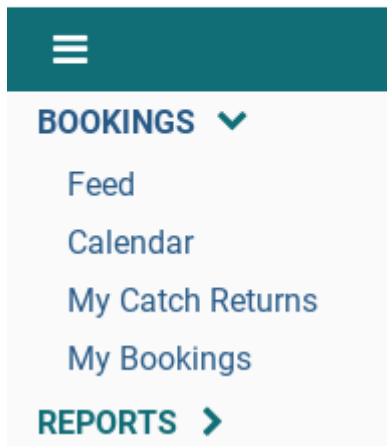 BOOKINGS
Feed
Calendar
My Catch Returns
My Bookings
REPORTS